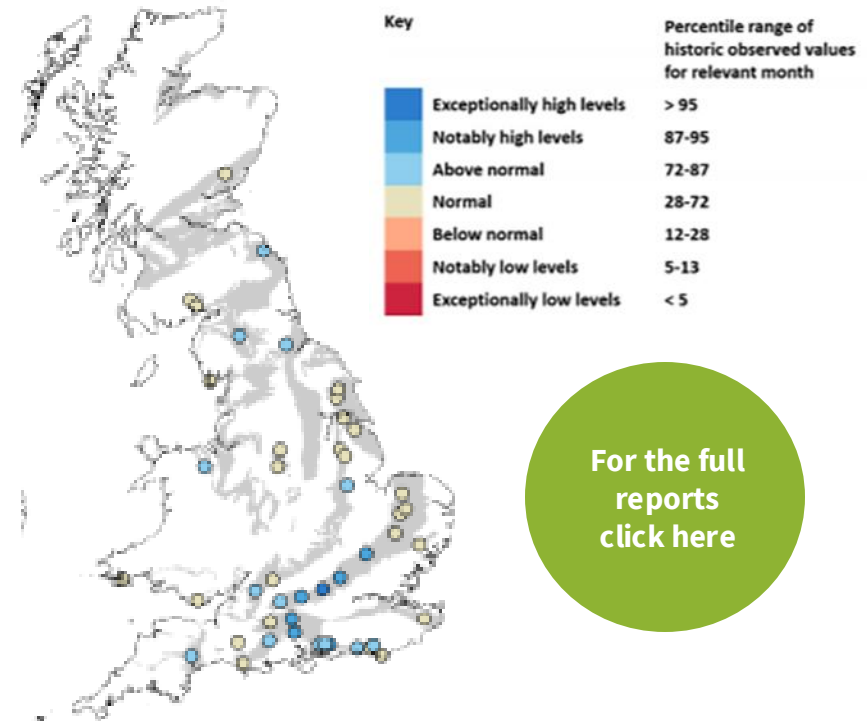 Key
Percentile range of
historic observed values
for relevant month
Exceptionally high levels > 95
Notably high levels 87-95
Above normal 72-87
Normal 28-72
Below normal 12-28
Notably low levels 5-13
Exceptionally low levels < 5
For the full
reports
click here